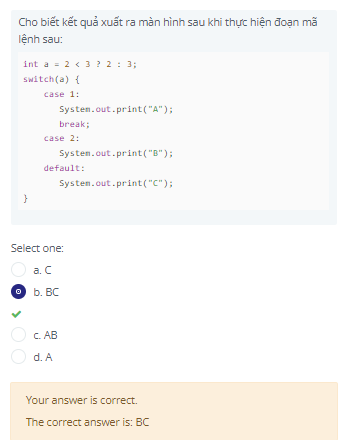 Cho biết kết quả xuất ra màn hình sau khi thực hiện đoạn mã
lệnh sau:
int a = 2 < 3 ? 2 : 3;
switch(a) {
case 1:
System.out.print("A");
break;
case 2:
System.out.print("B");
default:
System.out.print("C");
}
Select one:
a. C
b. BC
c. AB
d. A
Your answer is correct.
The correct answer is: BC